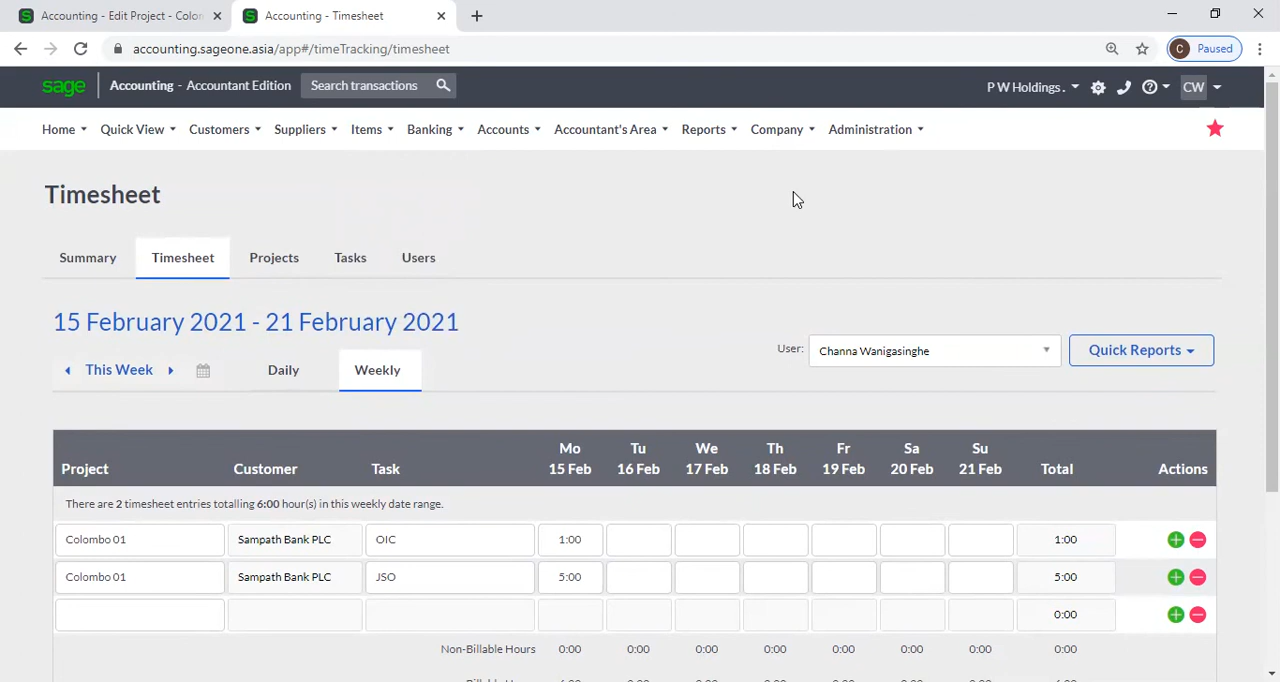 Accounting - Edit Project - Color
Accounting - Timesheet
accounting.sageone.asia/app#/timeTracking/timesheet
C Paused
sage Accounting - Accountant Edition Search transactions P W Holdings . CW
Home Quick View Customers Suppliers Items Banking Accounts Accountant's Area Reports Company Administration
Timesheet
Summary Timesheet Projects Tasks Users
15 February 2021 - 21 February 2021
User: Channa Wanigasinghe Quick Reports
This Week Daily Weekly
Mo Tu We Th Fr Sa Su
Project Customer Task 15 Feb 16 Feb 17 Feb 18 Feb 19 Feb 20 Feb 21 Feb Total Actions
There are 2 timesheet entries totalling 6:00 hour(s) in this weekly date range.
Colombo 01 Sampath Bank PLC OIC 1:00 1:00
Colombo 01 Sampath Bank PLC JSO 5:00 5:00
0:00
Non-Billable Hours 0:00 0:00 0:00 0:00 0:00 0:00 0:00 0:00